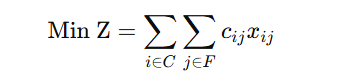 Min Z = ∑_{i∈C} ∑_{j∈F} c_{ij}x_{ij}